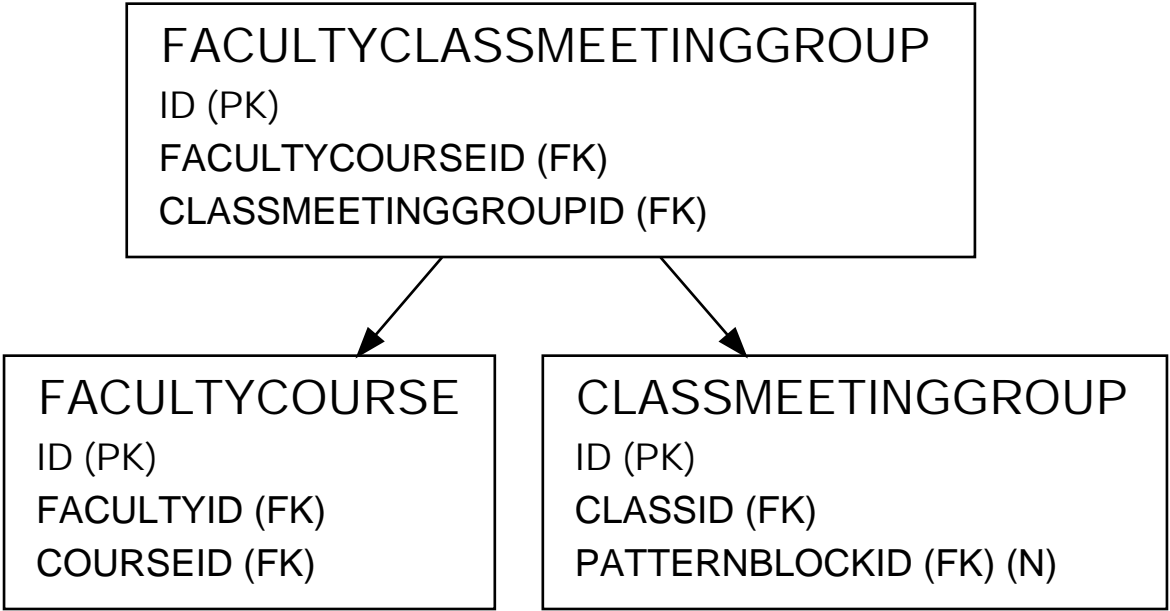 FACULTYCLASSMEETINGGROUP
ID (PK)
FACULTYCOURSEID (FK)
CLASSMEETINGGROUPID (FK)
FACULTYCOURSE
ID (PK)
FACULTYID (FK)
COURSEID (FK)
CLASSMEETINGGROUP
ID (PK)
CLASSID (FK)
PATTERNBLOCKID (FK) (N)